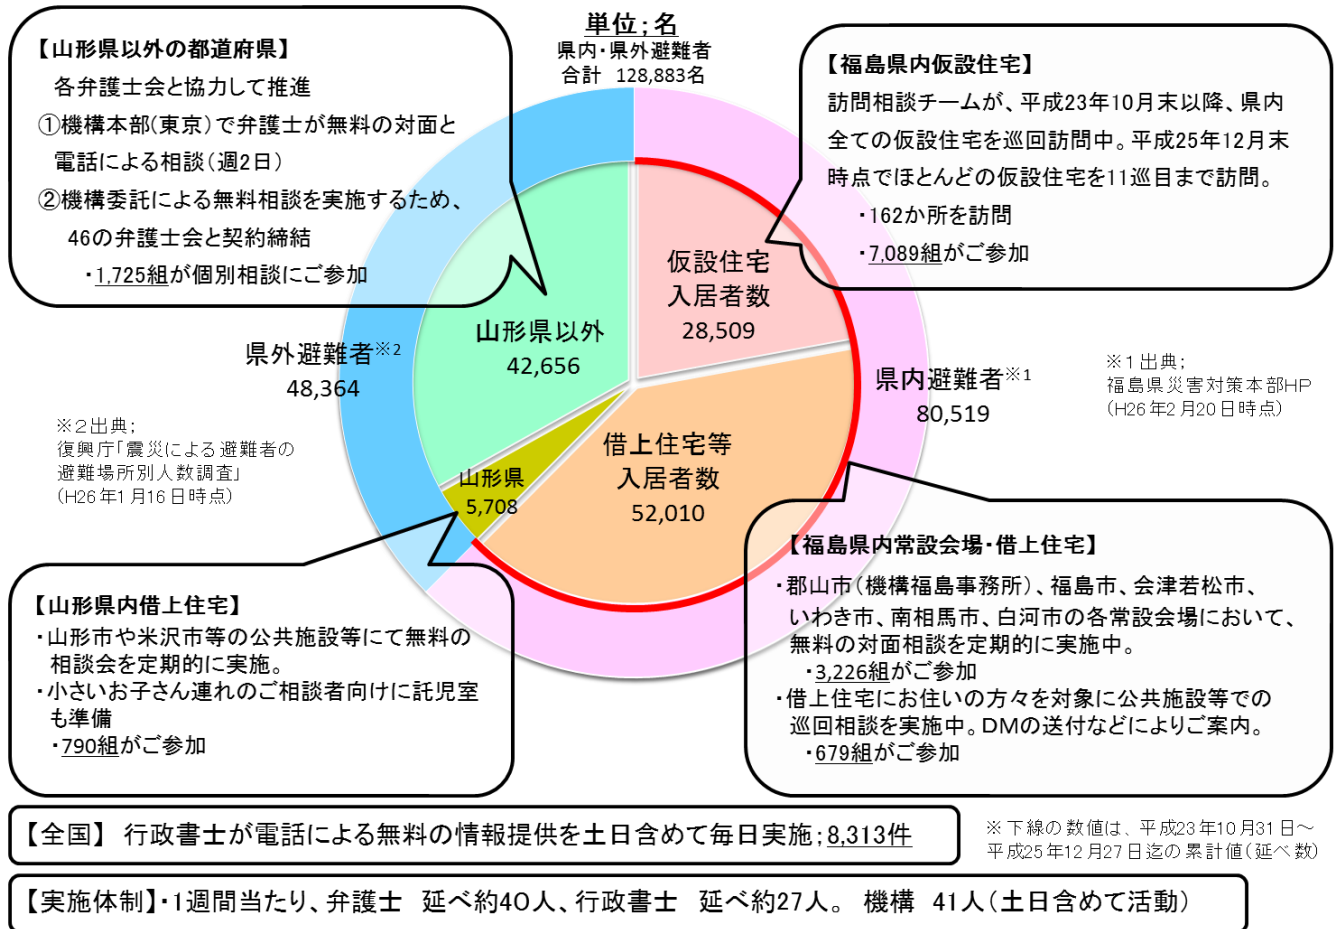 単位;名
県内・県外避難者
合計 128,883名
【山形県以外の都道府県】
各弁護士会と協力して推進
①機構本部(東京)で弁護士が無料の対面と
電話による相談(週2日)
②機構委託による無料相談を実施するため、
46の弁護士会と契約締結
・1,725組が個別相談にご参加
【福島県内仮設住宅】
訪問相談チームが、平成23年10月末以降、県内
全ての仮設住宅を巡回訪問中。平成25年12月末
時点でほとんどの仮設住宅を11巡目まで訪問。
・162か所を訪問
・7,089組がご参加
仮設住宅
入居者数
28,509
山形県以外
42,656
県外避難者※2
48,364
県内避難者※1
80,519
※1出典;
福島県災害対策本部HP
(H26年2月20日時点)
※2出典;
復興庁「震災による避難者の
避難場所別人数調査」
(H26年1月16日時点)
借上住宅等
入居者数
52,010
山形県
5,708
【山形県内借上住宅】
・山形市や米沢市等の公共施設等にて無料の
相談会を定期的に実施。
・小さいお子さん連れのご相談者向けに託児室
も準備
・790組がご参加
【福島県内常設会場・借上住宅】
・郡山市(機構福島事務所)、福島市、会津若松市、
いわき市、南相馬市、白河市の各常設会場において、
無料の対面相談を定期的に実施中。
・3,226組がご参加
・借上住宅にお住いの方々を対象に公共施設等での
巡回相談を実施中。DMの送付などによりご案内。
・679組がご参加
【全国】 行政書士が電話による無料の情報提供を土日含めて毎日実施;8,313件
※下線の数値は、平成23年10月31日～
平成25年12月27日迄の累計値(延べ数)
【実施体制】・1週間当たり、弁護士 延べ約40人、行政書士 延べ約27人。 機構 41人(土日含めて活動)